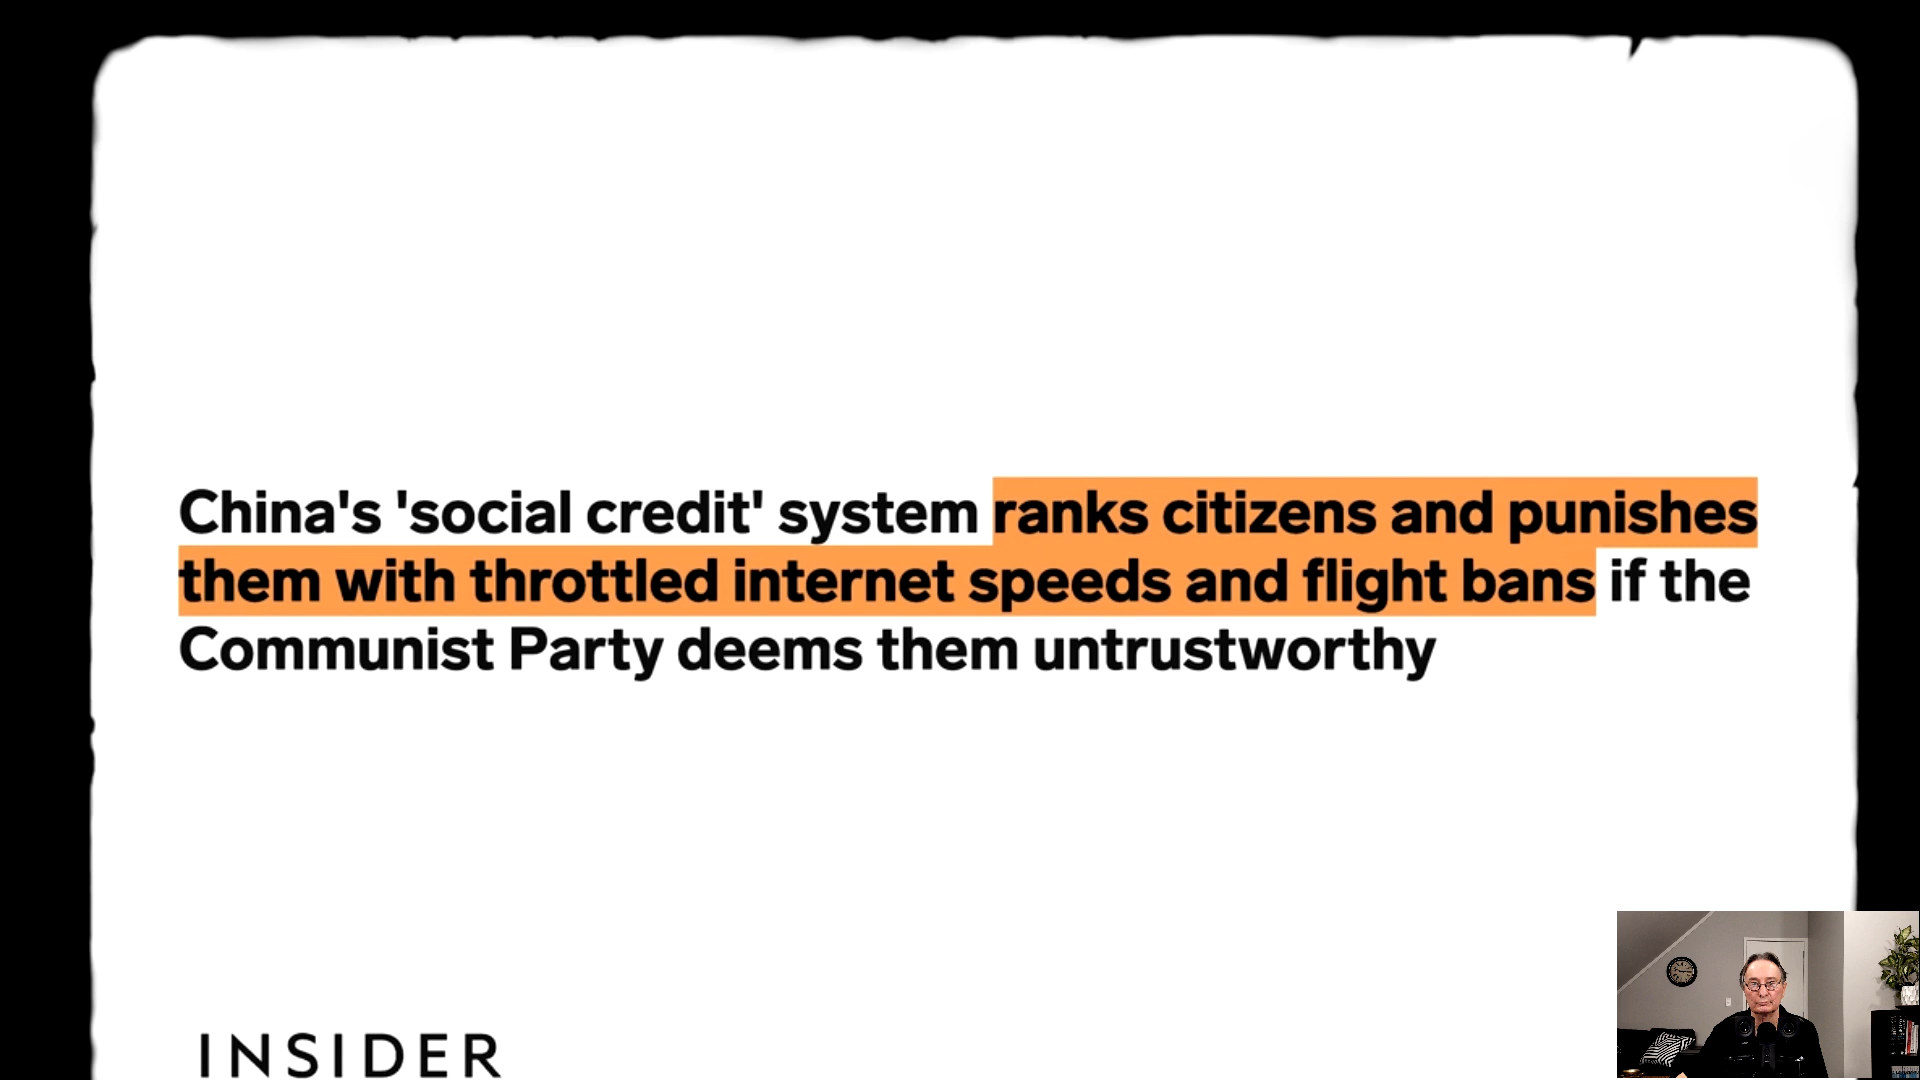 China's 'social credit' system ranks citizens and punishes
them with throttled internet speeds and flight bans if the
Communist Party deems them untrustworthy
INSIDER